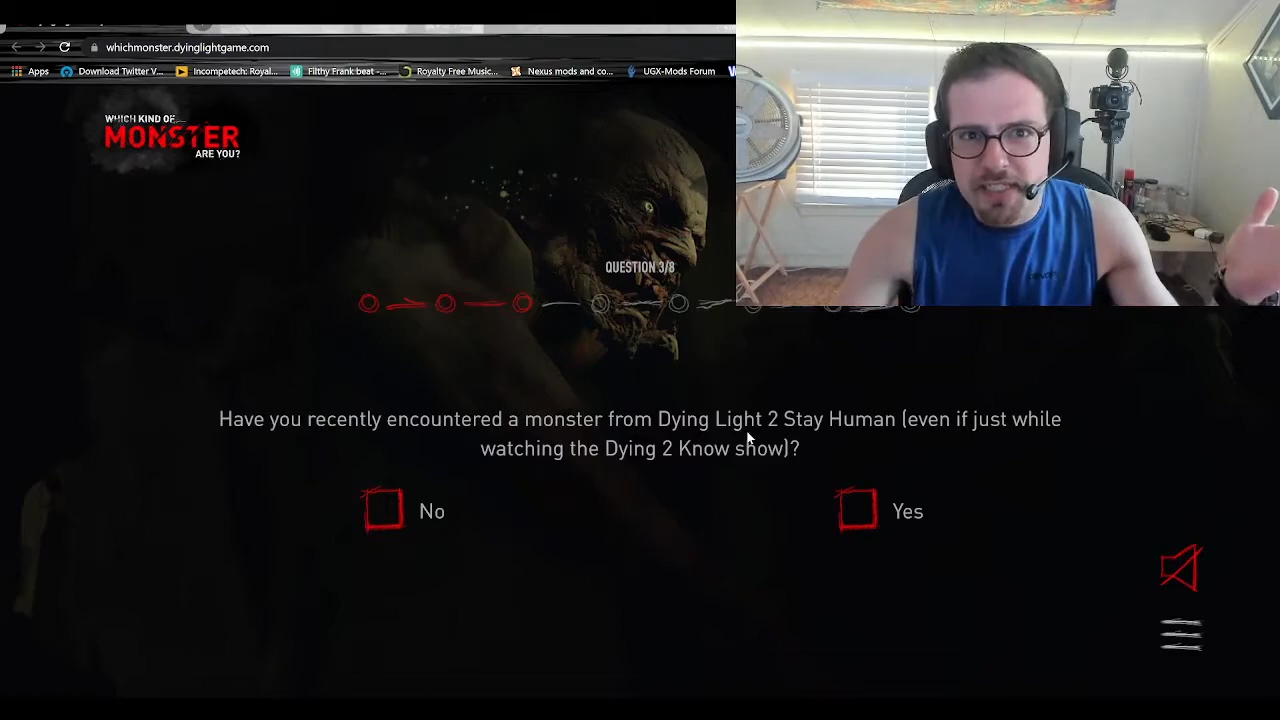 whichmonster.dyinglightgame.com
Apps Download Twitter V... Incompetech: Royal... Filthy Frank beat -... Royalty Free Music... Nexus mods and co... UGX-Mods Forum
WHICH KIND OF
MONSTER
ARE YOU?
QUESTION 3/8
Have you recently encountered a monster from Dying Light 2 Stay Human (even if just while
watching the Dying 2 Know show)?
No Yes